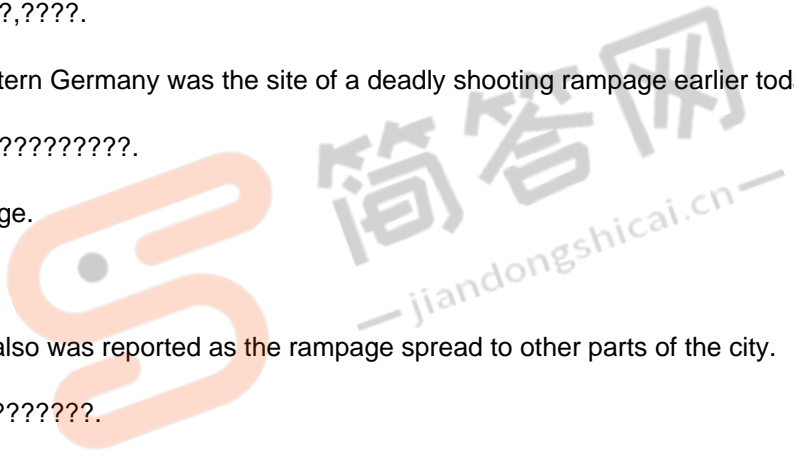 ?,????.
tern Germany was the site of a deadly shooting rampage earlier toda
?????????.
ge.
also was reported as the rampage spread to other parts of the city.
???????.
简答网
jiandongshicai.cn